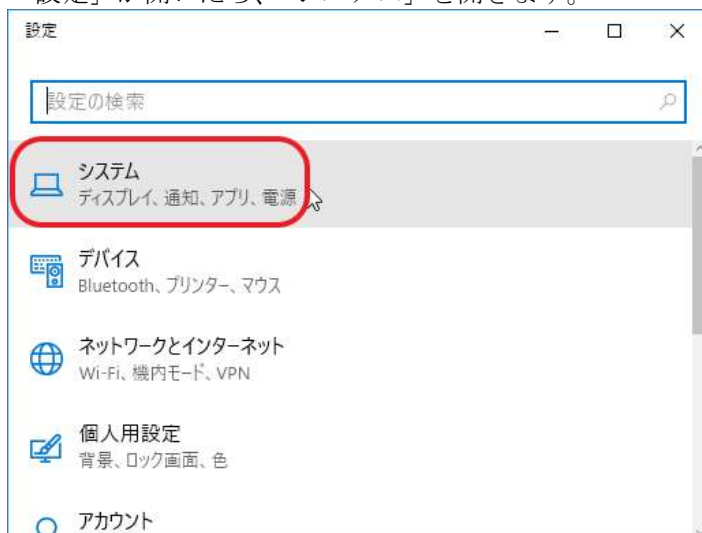 設定」が開いたら、「システム」を開きます。
設定
設定の検索
システム
ディスプレイ、通知、アプリ、電源
デバイス
Bluetooth、プリンター、マウス
ネットワークとインターネット
Wi-Fi、機内モード、VPN
個人用設定
背景、ロック画面、色
アカウント